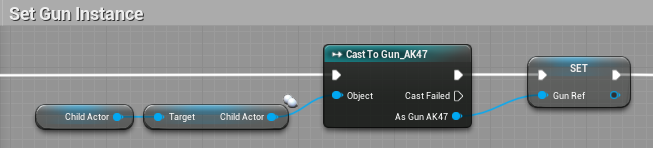 Set Gun Instance
Cast To Gun_AK47
Object
Cast Failed
As Gun AK47
SET
Gun Ref
Child Actor
Target
Child Actor